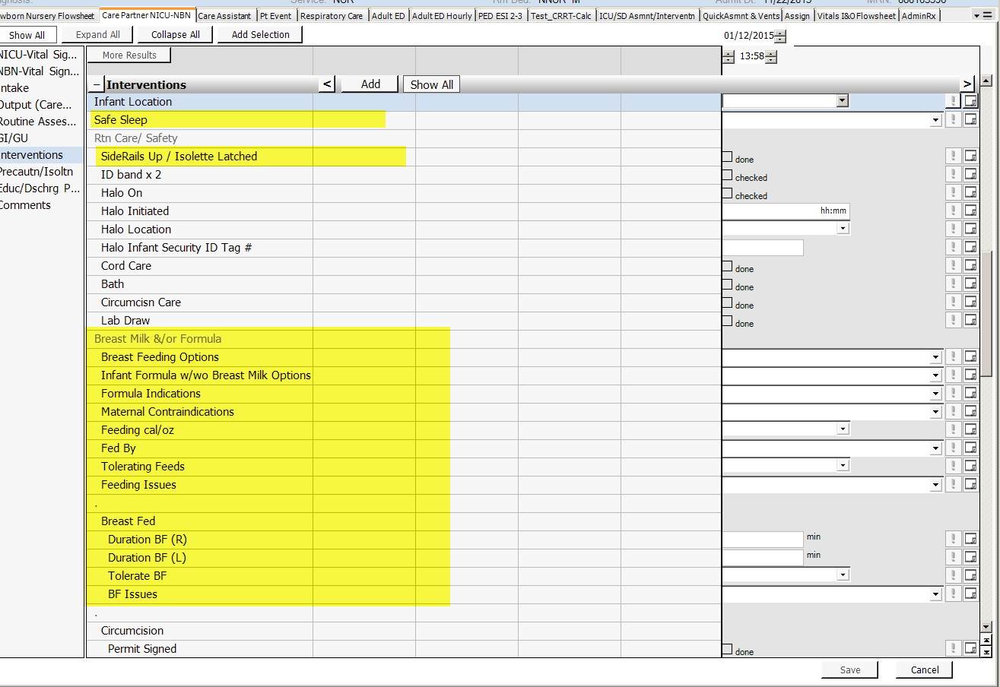 Service: NUR Admit Dt: 11/22/2015 MRN:
wborn Nursery Flowsheet Care Partner NICU-NBN Care Assistant Pt Event Respiratory Care Adult ED Adult ED Hourly PED ESI 2-3 Test_CRRT-Calc ICU/SD Asmnt/Interventn QuickAsmnt & Vents Assign Vitals I&OFlowsheet AdminRx
Show All Expand All Collapse All Add Selection 01/12/2015
NICU-Vital Sig... More Results 13:58
NBN-Vital Sign...
ntake Interventions < Add Show All >
Output (Care... Infant Location
Routine Asses... Safe Sleep
GI/GU Rtn Care/ Safety
nterventions SideRails Up / Isolette Latched done
Precautn/Isoltn ID band x 2 checked
Educ/Dschrg P... Halo On checked
Comments Halo Initiated hh:mm
Halo Location
Halo Infant Security ID Tag #
Cord Care done
Bath done
Circumcisn Care done
Lab Draw done
Breast Milk &/or Formula
Breast Feeding Options
Infant Formula w/wo Breast Milk Options
Formula Indications
Maternal Contraindications
Feeding cal/oz
Fed By
Tolerating Feeds
Feeding Issues
.
Breast Fed
Duration BF (R) min
Duration BF (L) min
Tolerate BF
BF Issues
.
Circumcision
Permit Signed done
Save Cancel